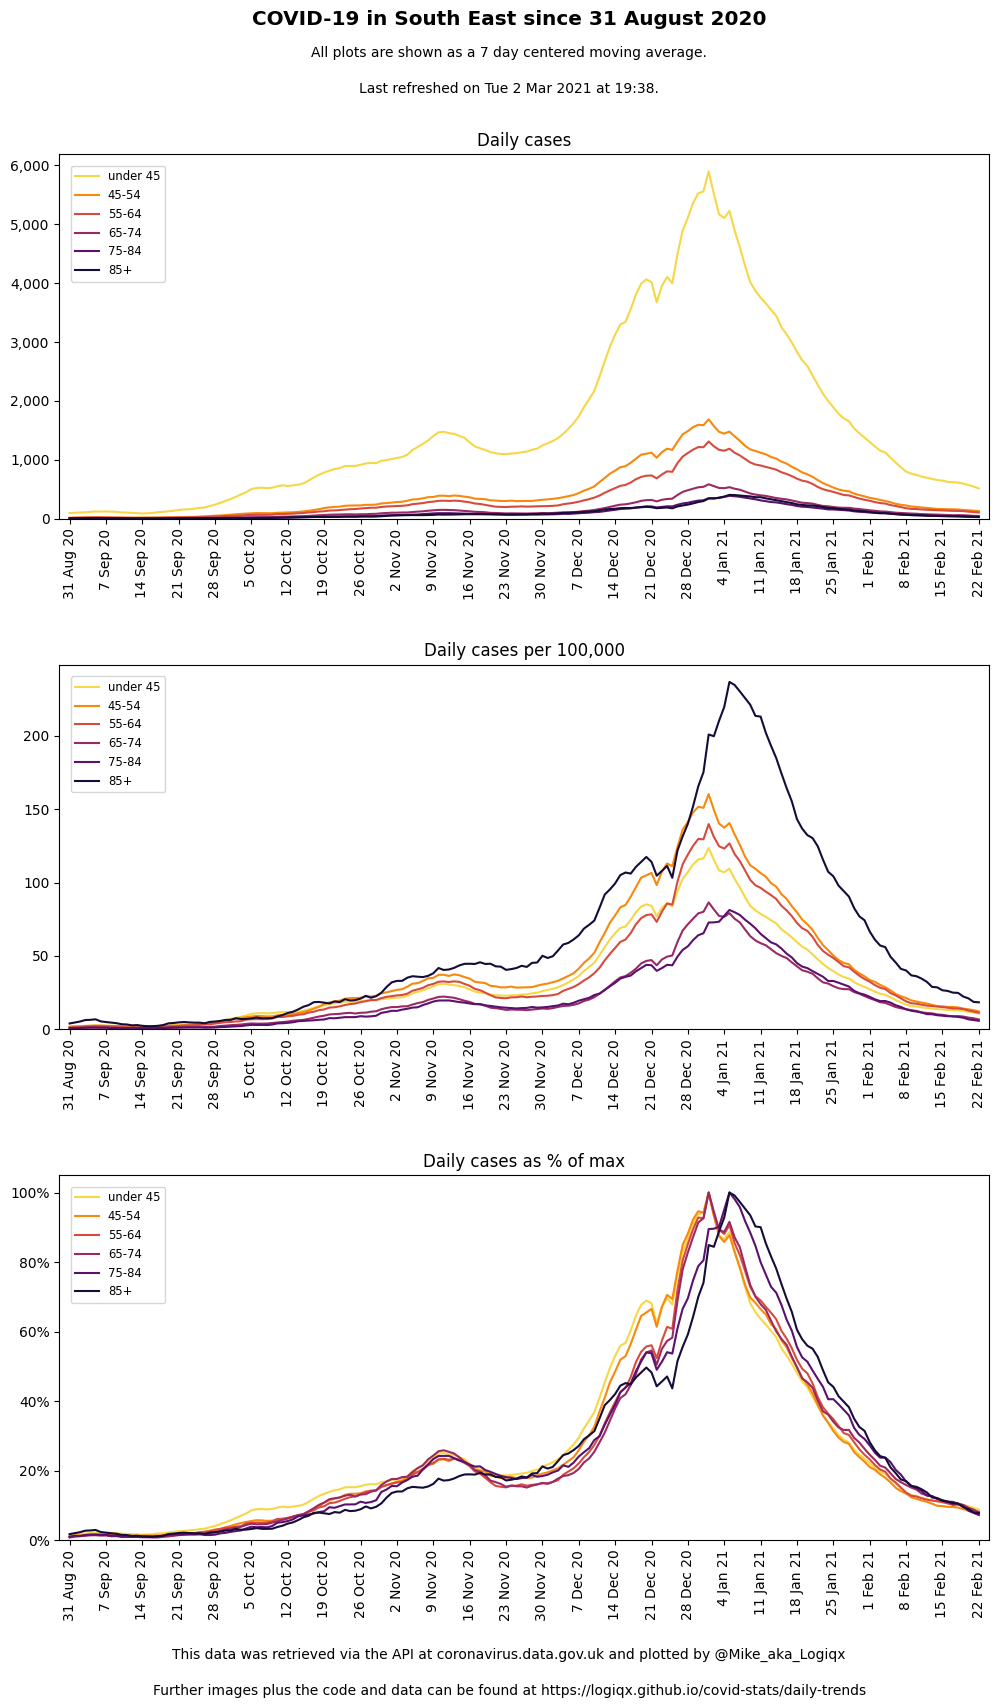 COVID-19 in South East since 31 August 2020
All plots are shown as a 7 day centered moving average.
Last refreshed on Tue 2 Mar 2021 at 19:38.
Daily cases
6,000
5,000
4,000
3,000
2,000
1,000
0
under 45
45-54
55-64
65-74
75-84
85+
31 Aug 20
7 Sep 20
14 Sep 20
21 Sep 20
28 Sep 20
5 Oct 20
12 Oct 20
19 Oct 20
26 Oct 20
2 Nov 20
9 Nov 20
16 Nov 20
23 Nov 20
30 Nov 20
7 Dec 20
14 Dec 20
21 Dec 20
28 Dec 20
4 Jan 21
11 Jan 21
18 Jan 21
25 Jan 21
1 Feb 21
8 Feb 21
15 Feb 21
22 Feb 21
Daily cases per 100,000
200
150
100
50
0
under 45
45-54
55-64
65-74
75-84
85+
31 Aug 20
7 Sep 20
14 Sep 20
21 Sep 20
28 Sep 20
5 Oct 20
12 Oct 20
19 Oct 20
26 Oct 20
2 Nov 20
9 Nov 20
16 Nov 20
23 Nov 20
30 Nov 20
7 Dec 20
14 Dec 20
21 Dec 20
28 Dec 20
4 Jan 21
11 Jan 21
18 Jan 21
25 Jan 21
1 Feb 21
8 Feb 21
15 Feb 21
22 Feb 21
Daily cases as % of max
100%
80%
60%
40%
20%
0%
under 45
45-54
55-64
65-74
75-84
85+
31 Aug 20
7 Sep 20
14 Sep 20
21 Sep 20
28 Sep 20
5 Oct 20
12 Oct 20
19 Oct 20
26 Oct 20
2 Nov 20
9 Nov 20
16 Nov 20
23 Nov 20
30 Nov 20
7 Dec 20
14 Dec 20
21 Dec 20
28 Dec 20
4 Jan 21
11 Jan 21
18 Jan 21
25 Jan 21
1 Feb 21
8 Feb 21
15 Feb 21
22 Feb 21
This data was retrieved via the API at coronavirus.data.gov.uk and plotted by @Mike_aka_Logiqx
Further images plus the code and data can be found at https://logiqx.github.io/covid-stats/daily-trends